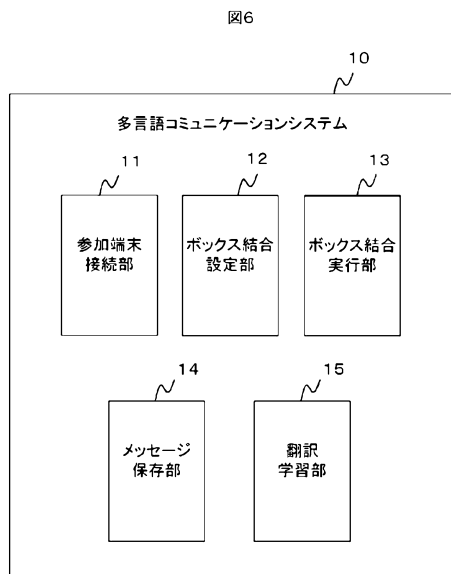 図6
10
多言語コミュニケーションシステム
11
12
13
参加端末
接続部
ボックス結合
設定部
ボックス結合
実行部
14
15
メッセージ
保存部
翻訳
学習部